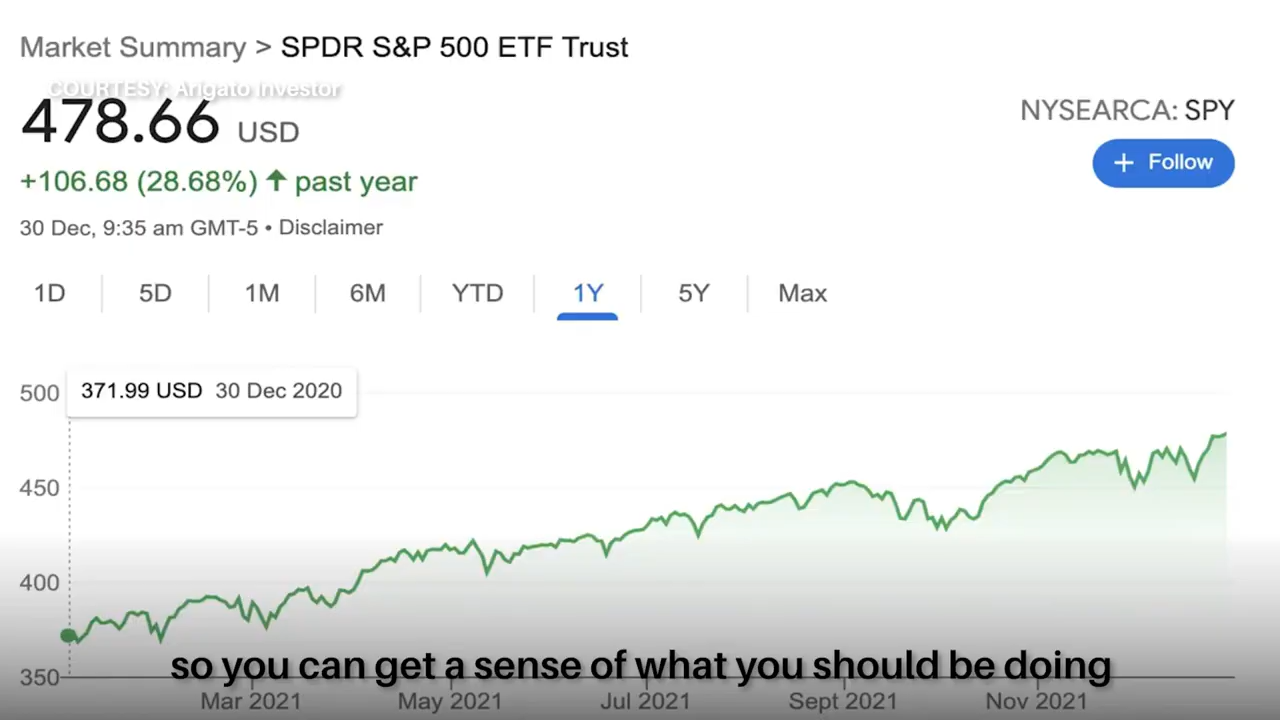 Market Summary > SPDR S&P 500 ETF Trust
COURTESY: Arigato Investor
478.66 USD
NYSEARCA: SPY
+ Follow
+106.68 (28.68%) ↑ past year
30 Dec, 9:35 am GMT-5 • Disclaimer
1D 5D 1M 6M YTD 1Y 5Y Max
500
371.99 USD 30 Dec 2020
450
400
350
so you can get a sense of what you should be doing
Mar 2021 May 2021 Jul 2021 Sept 2021 Nov 2021